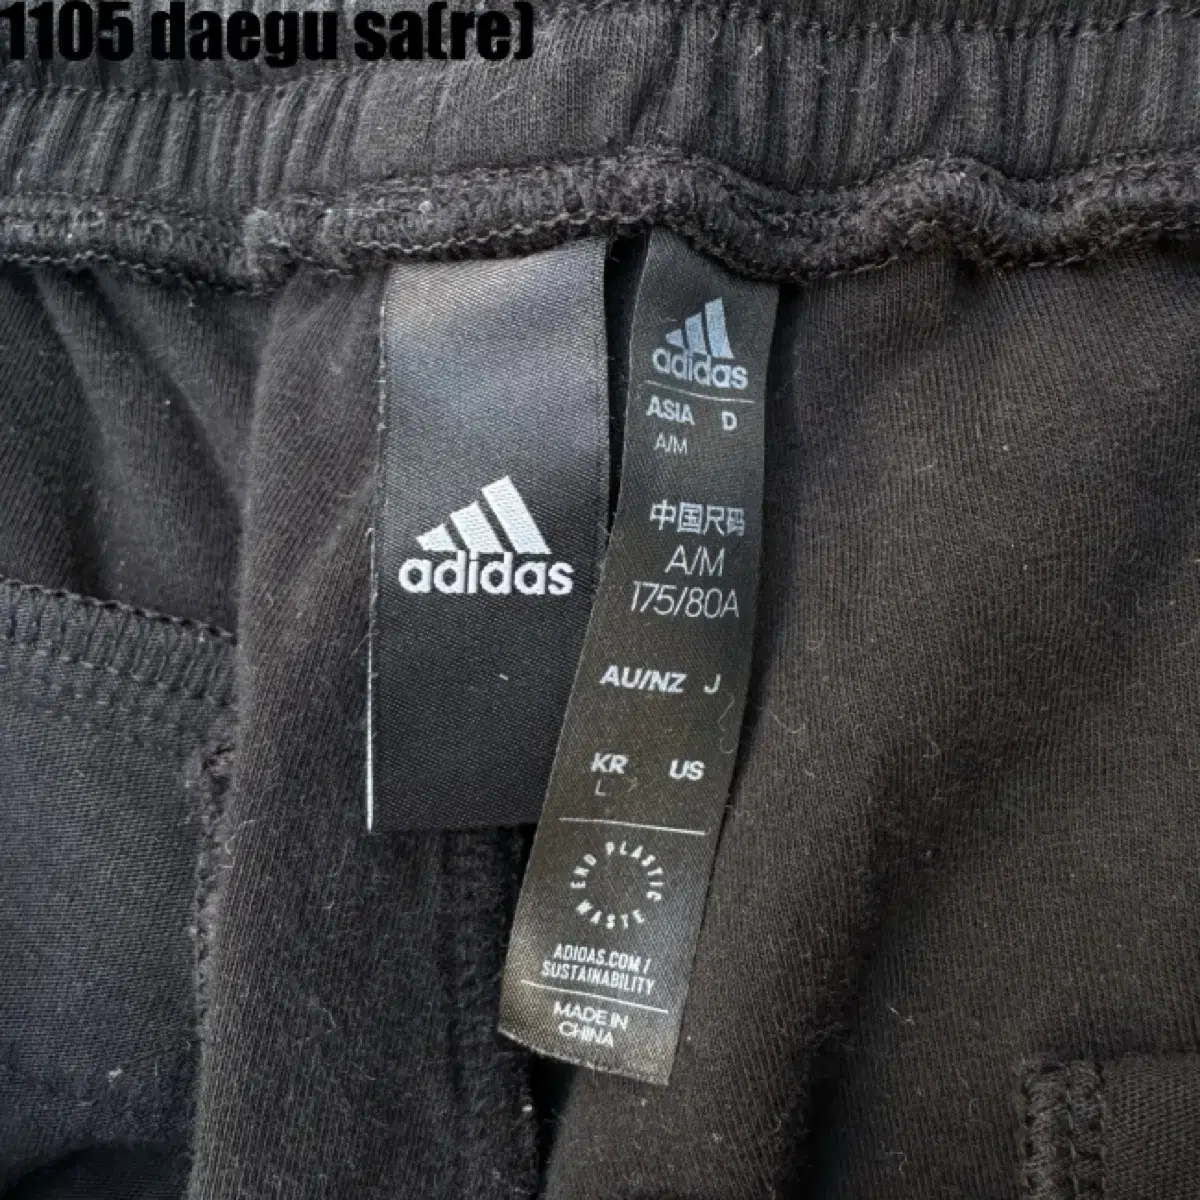 1105 daegu sa(re)
adidas
adidas
ASIA D
A/M
中国尺码
A/M
175/80A
AU/NZ J
KR US
L
END PLASTIC WASTE
ADIDAS.COM/
SUSTAINABILITY
MADE IN
CHINA